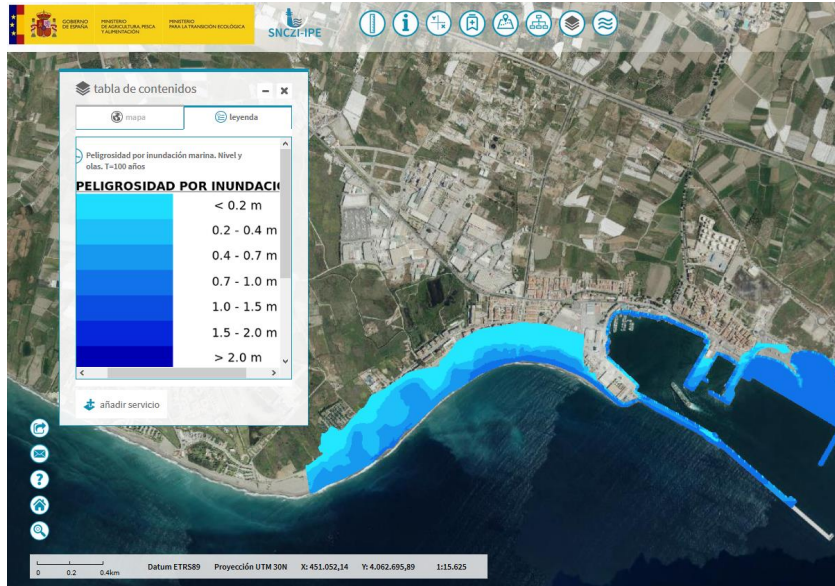 GOBIERNO
DE ESPAÑA
MINISTERIO
DE AGRICULTURA, PESCA
Y ALIMENTACIÓN
MINISTERIO
PARA LA TRANSICIÓN ECOLÓGICA
SNCZI-IPE
tabla de contenidos
mapa
leyenda
Peligrosidad por inundación marina. Nivel y
olas. T=100 años
PELIGROSIDAD POR INUNDACI
< 0.2 m
0.2 - 0.4 m
0.4 - 0.7 m
0.7 - 1.0 m
1.0 - 1.5 m
1.5 - 2.0 m
> 2.0 m
añadir servicio
0 0.2 0.4km Datum ETRS89 Proyección UTM 30N X: 451.052,14 Y: 4.062.695,89 1:15.625